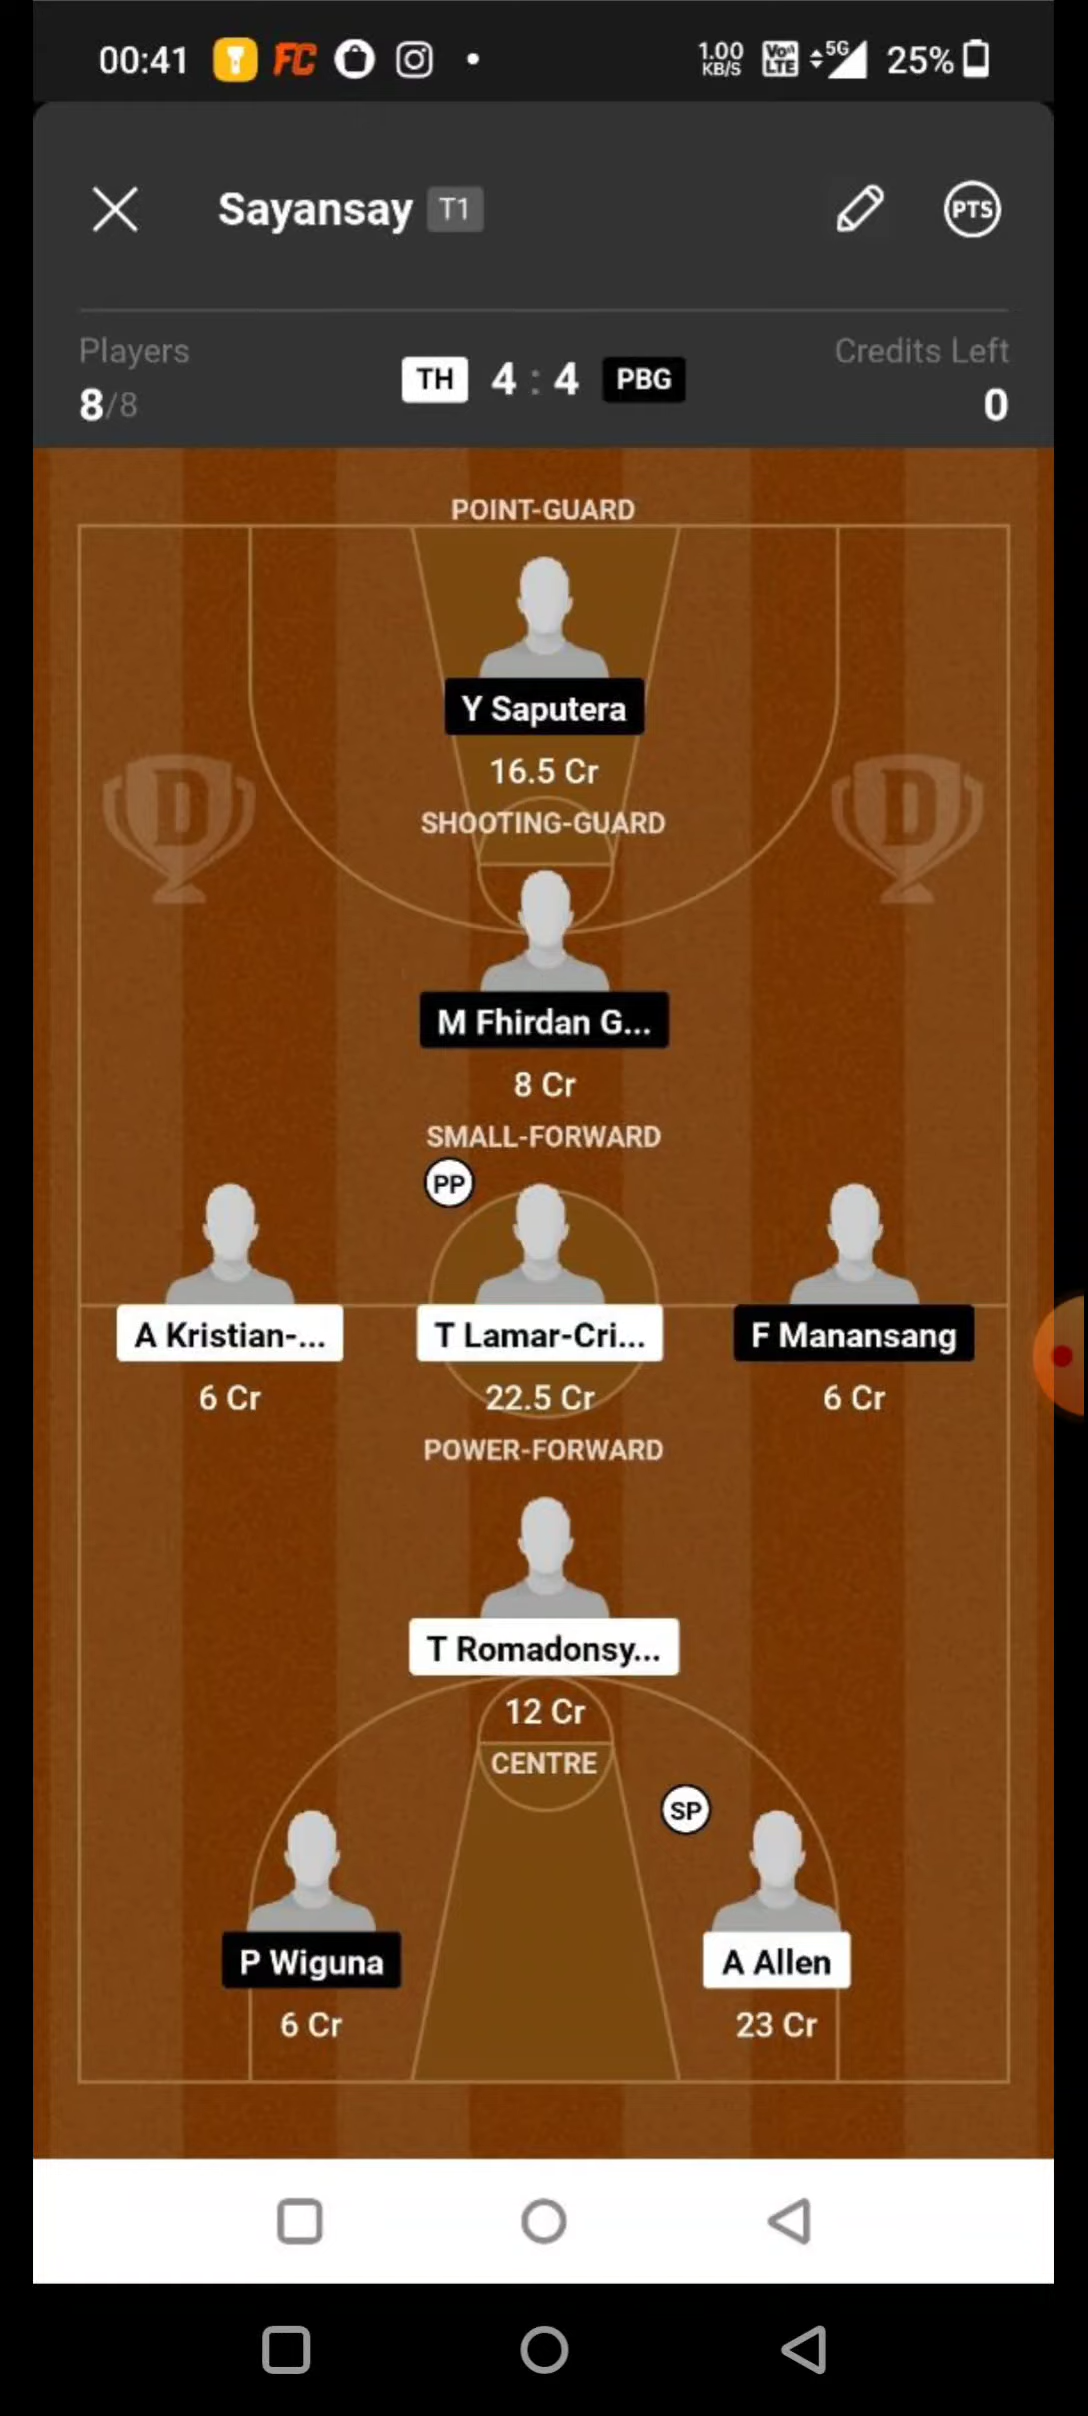 00:41 FC 1.00 KB/S VoLTE 5G 25%
Sayansay T1 PTS
Players Credits Left
8/8 TH 4 : 4 PBG 0
POINT-GUARD
Y Saputera
16.5 Cr
D D
SHOOTING-GUARD
M Fhirdan G...
8 Cr
SMALL-FORWARD
PP
A Kristian-... T Lamar-Cri... F Manansang
6 Cr 22.5 Cr 6 Cr
POWER-FORWARD
T Romadonsy...
12 Cr
CENTRE
SP
P Wiguna A Allen
6 Cr 23 Cr